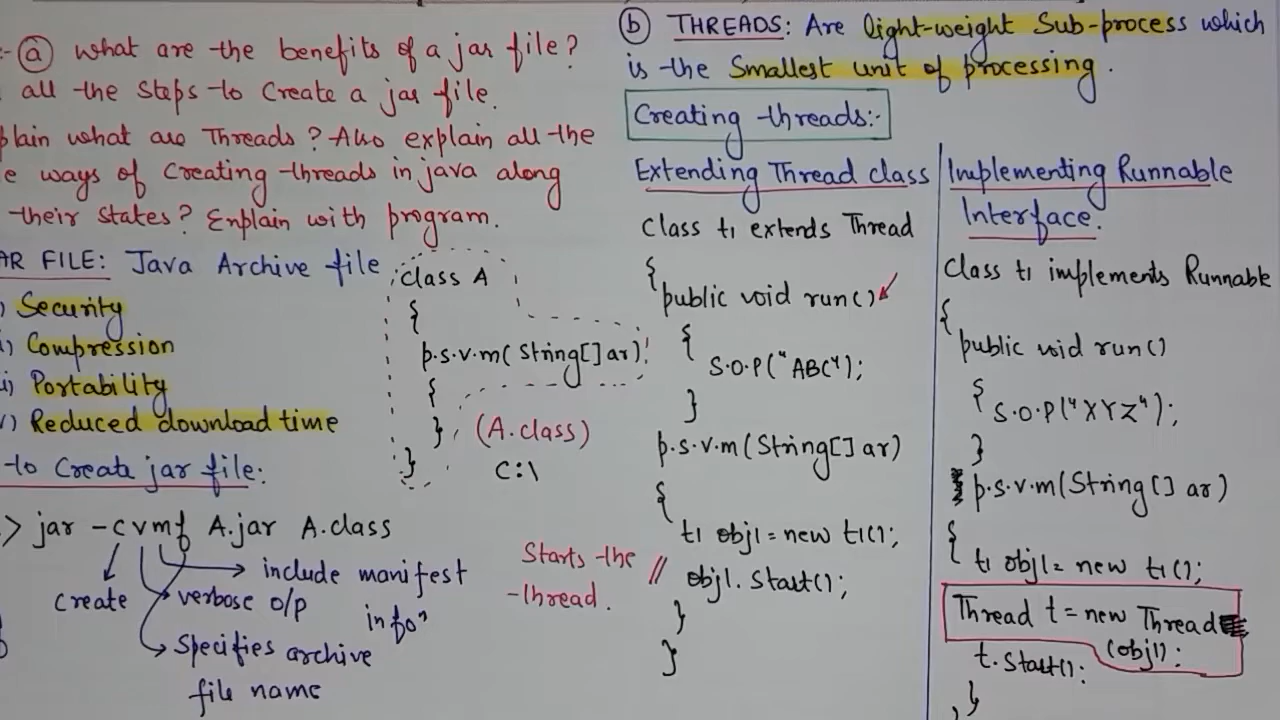 :- (a) What are the benefits of a jar file?
all the Steps to Create a jar file.
plain what are Threads? Also explain all the
e ways of Creating threads in java along
their states? Explain with program.
AR FILE: Java Archive file
) Security
i) Compression
ii) Portability
v) Reduced download time
to Create jar file:
> jar -cvmf A.jar A.class
create
verbose o/p
include manifest
info"
Specifies archive
file name
class A
{
p.s.v.m(String[] ar)
{
}
}
(A.class)
C:\
(b) THREADS: Are light-weight Sub-process which
is the Smallest unit of processing.
Creating threads:-
Extending Thread class
Class t1 extends Thread
{
public void run()
{
S.O.P("ABC");
}
p.s.v.m(String[] ar)
{
t1 obj1 = new t1();
Starts the // obj1.Start();
thread.
}
}
Implementing Runnable
Interface.
Class t1 implements Runnable
{
public void run()
{
S.O.P("XYZ");
}
p.s.v.m(String[] ar)
{
t1 obj1= new t1();
Thread t = new Thread
(obj1);
t.Start();
}